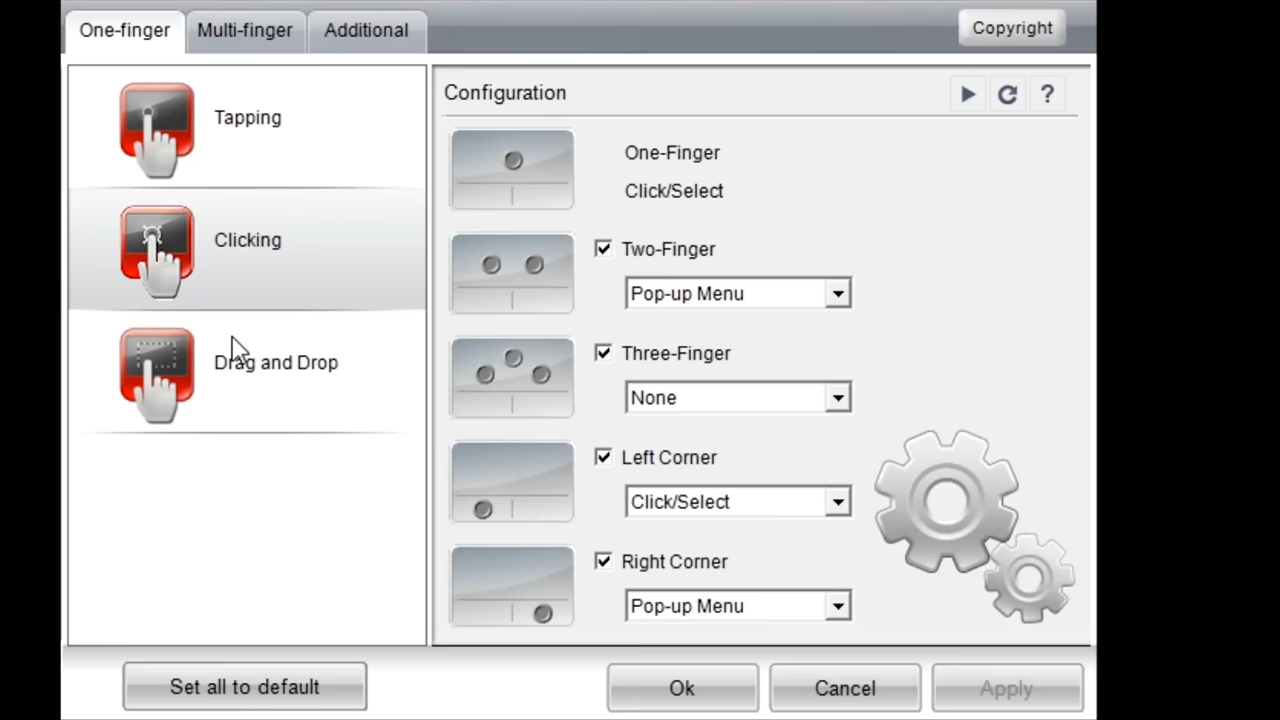 One-finger
Multi-finger
Additional
Copyright
Tapping
Clicking
Drag and Drop
Configuration
?
One-Finger
Click/Select
Two-Finger
Pop-up Menu
Three-Finger
None
Left Corner
Click/Select
Right Corner
Pop-up Menu
Set all to default
Ok
Cancel
Apply